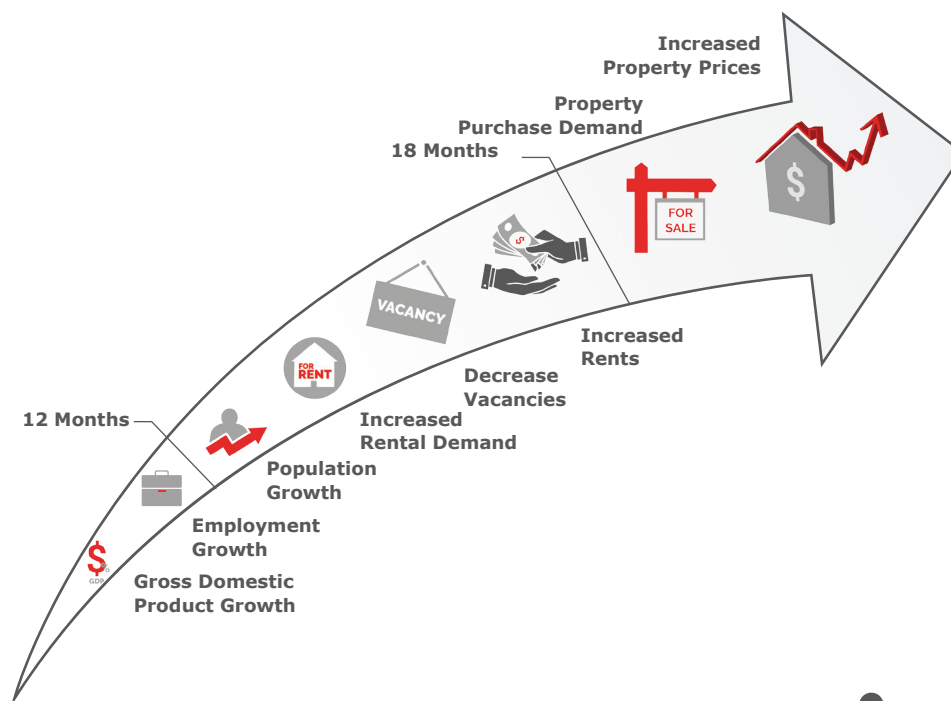 Increased
Property Prices
Property
Purchase Demand
18 Months
FOR
SALE
$
$
VACANCY
Increased
Rents
FOR
RENT
Decrease
Vacancies
12 Months
Increased
Rental Demand
Population
Growth
Employment
Growth
$
GDP
Gross Domestic
Product Growth